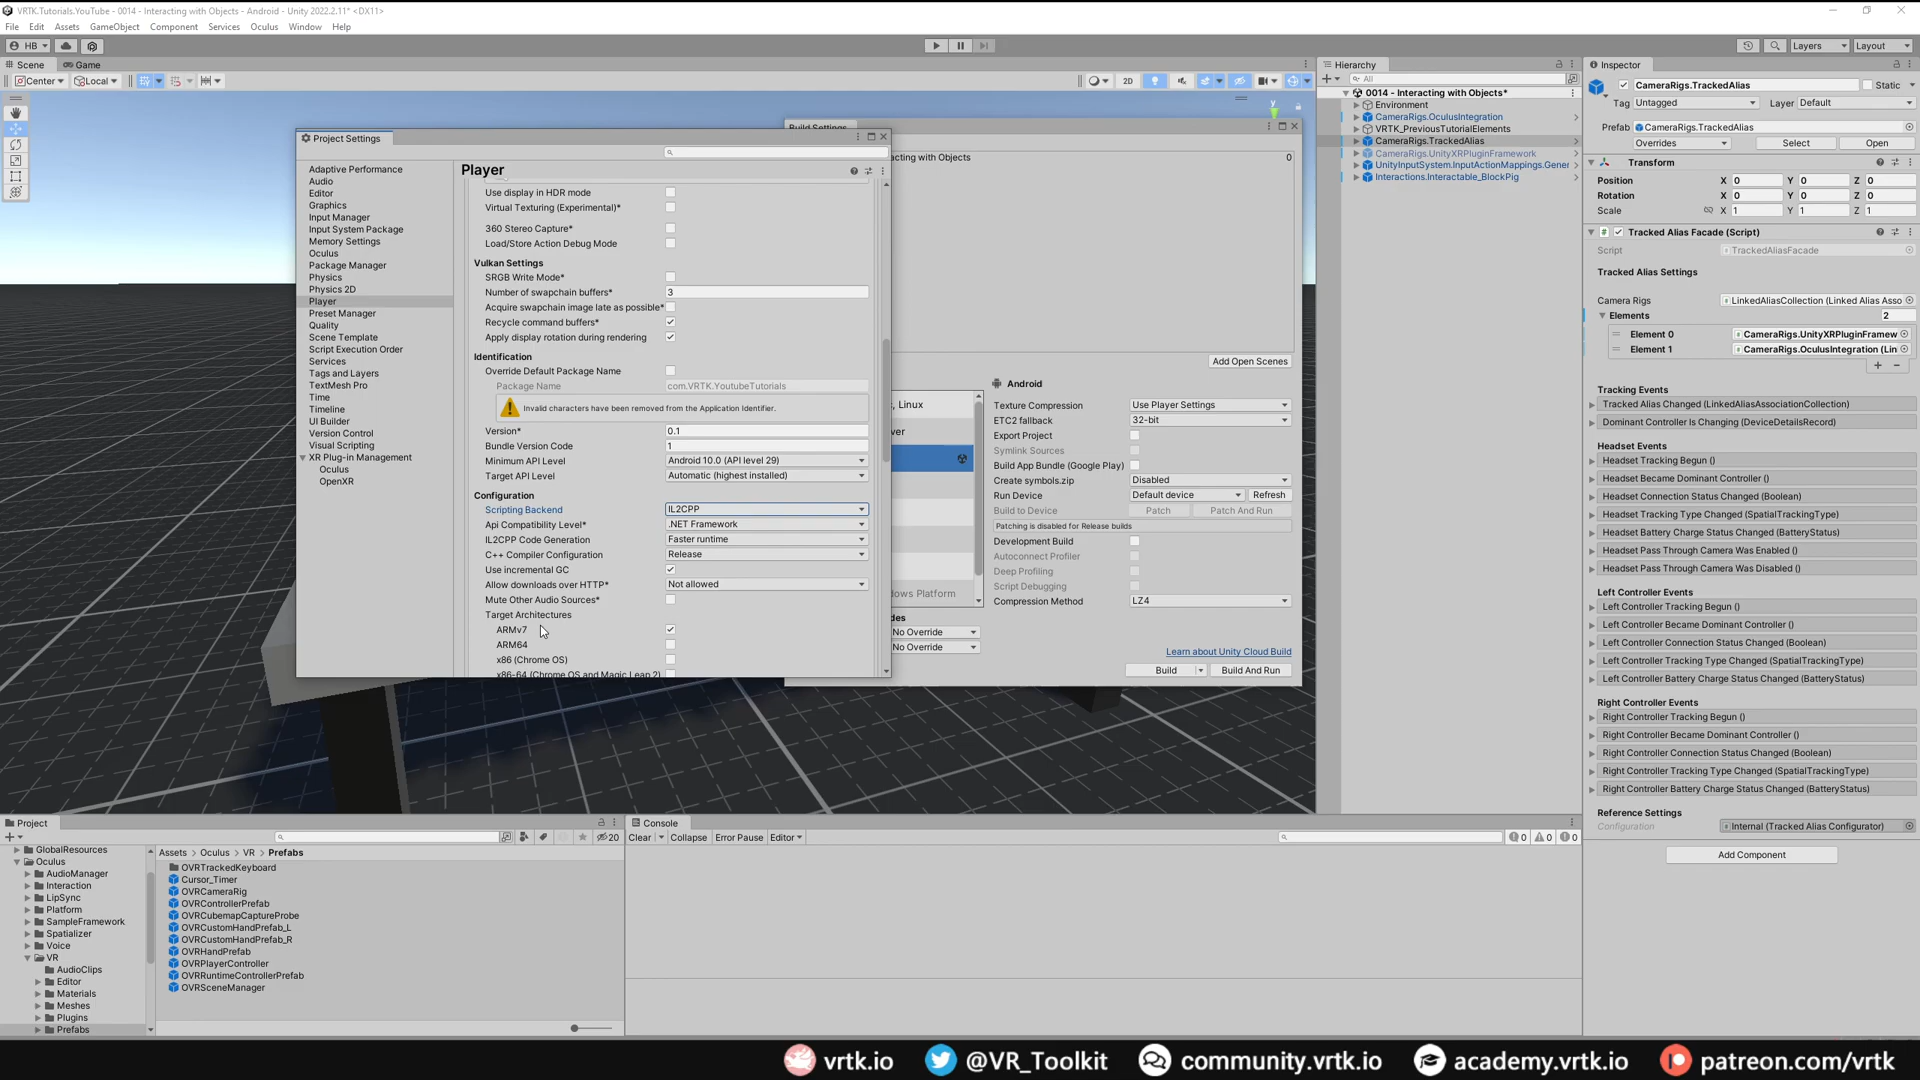 VRTK.Tutorials.YouTube - 0014 - Interacting with Objects - Android - Unity 2022.2.11* <DX11>
File Edit Assets GameObject Component Services Oculus Window Help
HB Layers Layout
Scene Game
Center Local 2D
Project Settings
Adaptive Performance
Audio
Editor
Graphics
Input Manager
Input System Package
Memory Settings
Oculus
Package Manager
Physics
Physics 2D
Player
Preset Manager
Quality
Scene Template
Script Execution Order
Services
Tags and Layers
TextMesh Pro
Time
Timeline
UI Builder
Version Control
Visual Scripting
XR Plug-in Management
Oculus
OpenXR
Player
Use display in HDR mode
Virtual Texturing (Experimental)*
360 Stereo Capture*
Load/Store Action Debug Mode
Vulkan Settings
SRGB Write Mode*
Number of swapchain buffers* 3
Acquire swapchain image late as possible*
Recycle command buffers*
Apply display rotation during rendering
Identification
Override Default Package Name
Package Name com.VRTK.YoutubeTutorials
Invalid characters have been removed from the Application Identifier.
Version* 0.1
Bundle Version Code 1
Minimum API Level Android 10.0 (API level 29)
Target API Level Automatic (highest installed)
Configuration
Scripting Backend IL2CPP
Api Compatibility Level* .NET Framework
IL2CPP Code Generation Faster runtime
C++ Compiler Configuration Release
Use incremental GC
Allow downloads over HTTP* Not allowed
Mute Other Audio Sources*
Target Architectures
ARMv7
ARM64
x86 (Chrome OS)
x86-64 (Chrome OS and Magic Leap 2)
Build Settings
acting with Objects 0
Add Open Scenes
, Linux
ver
dows Platform
des
No Override
No Override
Android
Texture Compression Use Player Settings
ETC2 fallback 32-bit
Export Project
Symlink Sources
Build App Bundle (Google Play)
Create symbols.zip Disabled
Run Device Default device Refresh
Build to Device Patch Patch And Run
Patching is disabled for Release builds
Development Build
Autoconnect Profiler
Deep Profiling
Script Debugging
Compression Method LZ4
Learn about Unity Cloud Build
Build Build And Run
Hierarchy
All
0014 - Interacting with Objects*
Environment
CameraRigs.OculusIntegration
VRTK_PreviousTutorialElements
CameraRigs.TrackedAlias
CameraRigs.UnityXRPluginFramework
UnityInputSystem.InputActionMappings.Gener
Interactions.Interactable_BlockPig
Inspector
CameraRigs.TrackedAlias Static
Tag Untagged Layer Default
Prefab CameraRigs.TrackedAlias
Overrides Select Open
Transform
Position X 0 Y 0 Z 0
Rotation X 0 Y 0 Z 0
Scale X 1 Y 1 Z 1
Tracked Alias Facade (Script)
Script TrackedAliasFacade
Tracked Alias Settings
Camera Rigs LinkedAliasCollection (Linked Alias Asso
Elements 2
Element 0 CameraRigs.UnityXRPluginFramew
Element 1 CameraRigs.OculusIntegration (Lin
Tracking Events
Tracked Alias Changed (LinkedAliasAssociationCollection)
Dominant Controller Is Changing (DeviceDetailsRecord)
Headset Events
Headset Tracking Begun ()
Headset Became Dominant Controller ()
Headset Connection Status Changed (Boolean)
Headset Tracking Type Changed (SpatialTrackingType)
Headset Battery Charge Status Changed (BatteryStatus)
Headset Pass Through Camera Was Enabled ()
Headset Pass Through Camera Was Disabled ()
Left Controller Events
Left Controller Tracking Begun ()
Left Controller Became Dominant Controller ()
Left Controller Connection Status Changed (Boolean)
Left Controller Tracking Type Changed (SpatialTrackingType)
Left Controller Battery Charge Status Changed (BatteryStatus)
Right Controller Events
Right Controller Tracking Begun ()
Right Controller Became Dominant Controller ()
Right Controller Connection Status Changed (Boolean)
Right Controller Tracking Type Changed (SpatialTrackingType)
Right Controller Battery Charge Status Changed (BatteryStatus)
Reference Settings
Configuration Internal (Tracked Alias Configurator)
Add Component
Project
20
GlobalResources
Oculus
AudioManager
Interaction
LipSync
Platform
SampleFramework
Spatializer
Voice
VR
AudioClips
Editor
Materials
Meshes
Plugins
Prefabs
Assets > Oculus > VR > Prefabs
OVRTrackedKeyboard
Cursor_Timer
OVRCameraRig
OVRControllerPrefab
OVRCubemapCaptureProbe
OVRCustomHandPrefab_L
OVRCustomHandPrefab_R
OVRHandPrefab
OVRPlayerController
OVRRuntimeControllerPrefab
OVRSceneManager
Console
Clear Collapse Error Pause Editor 0 0 0
y
vrtk.io @VR_Toolkit community.vrtk.io academy.vrtk.io patreon.com/vrtk